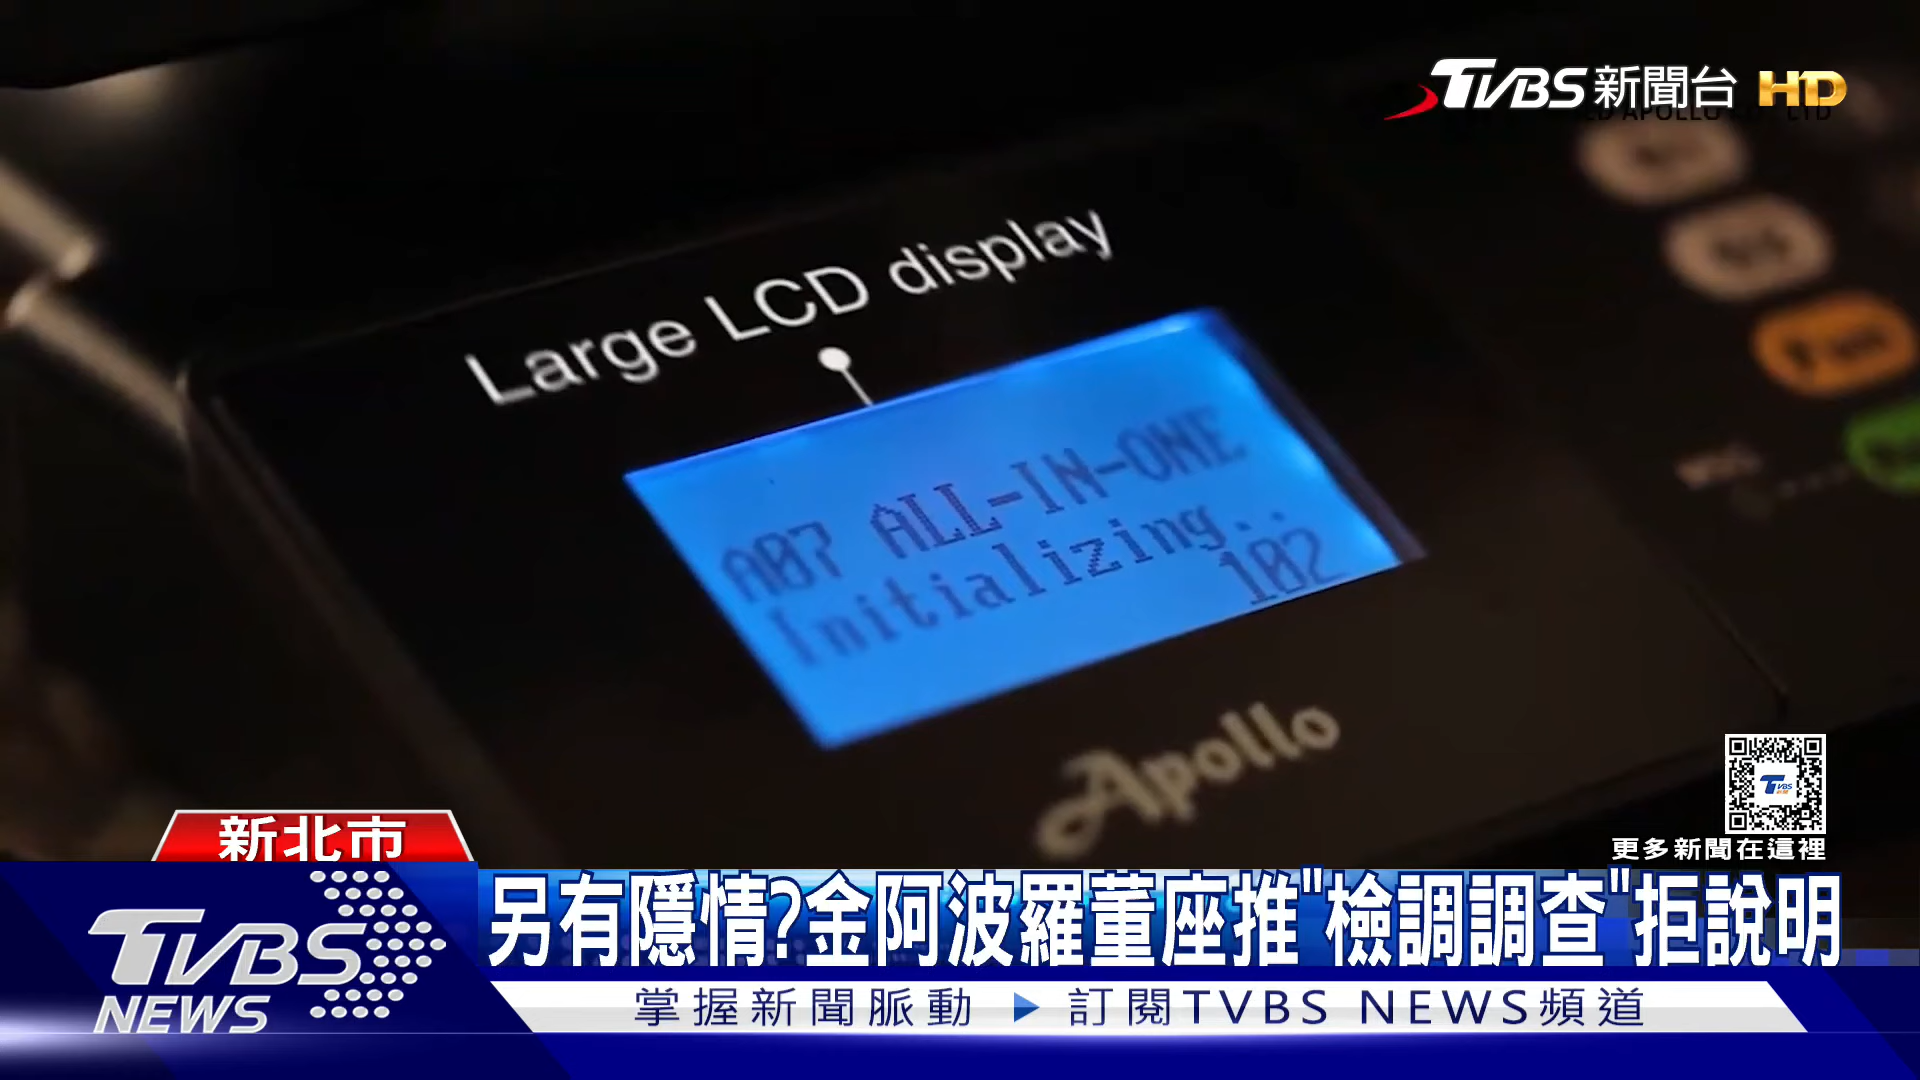 TVBS新聞台 HD
APOLLO
LTD
Large LCD display
A07 ALL-IN-ONE
Initializing..
102
Apollo
TVBS
更多新聞在這裡
新北市
另有隱情?金阿波羅董座推"檢調調查"拒說明
TVBS
NEWS
掌握新聞脈動 ▶ 訂閱TVBS NEWS頻道